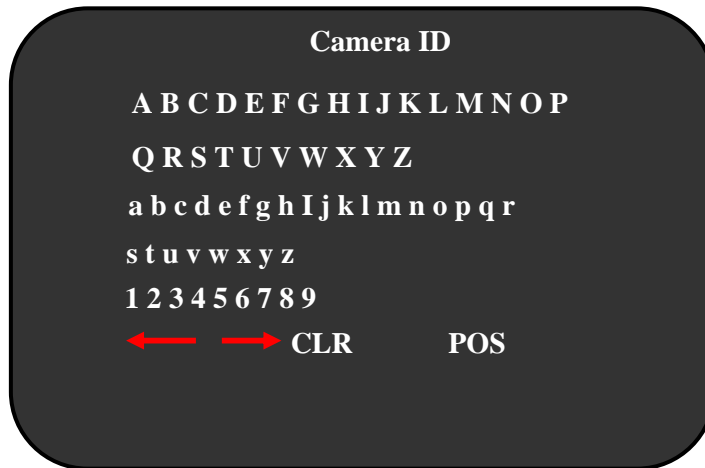 Camera ID
A B C D E F G H I J K L M N O P
Q R S T U V W X Y Z
a b c d e f g h I j k l m n o p q r
s t u v w x y z
1 2 3 4 5 6 7 8 9
CLR POS